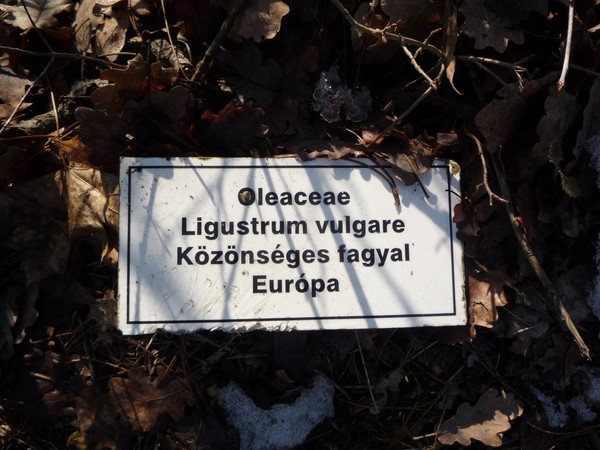 Oleaceae
Ligustrum vulgare
Közönséges fagyal
Európa